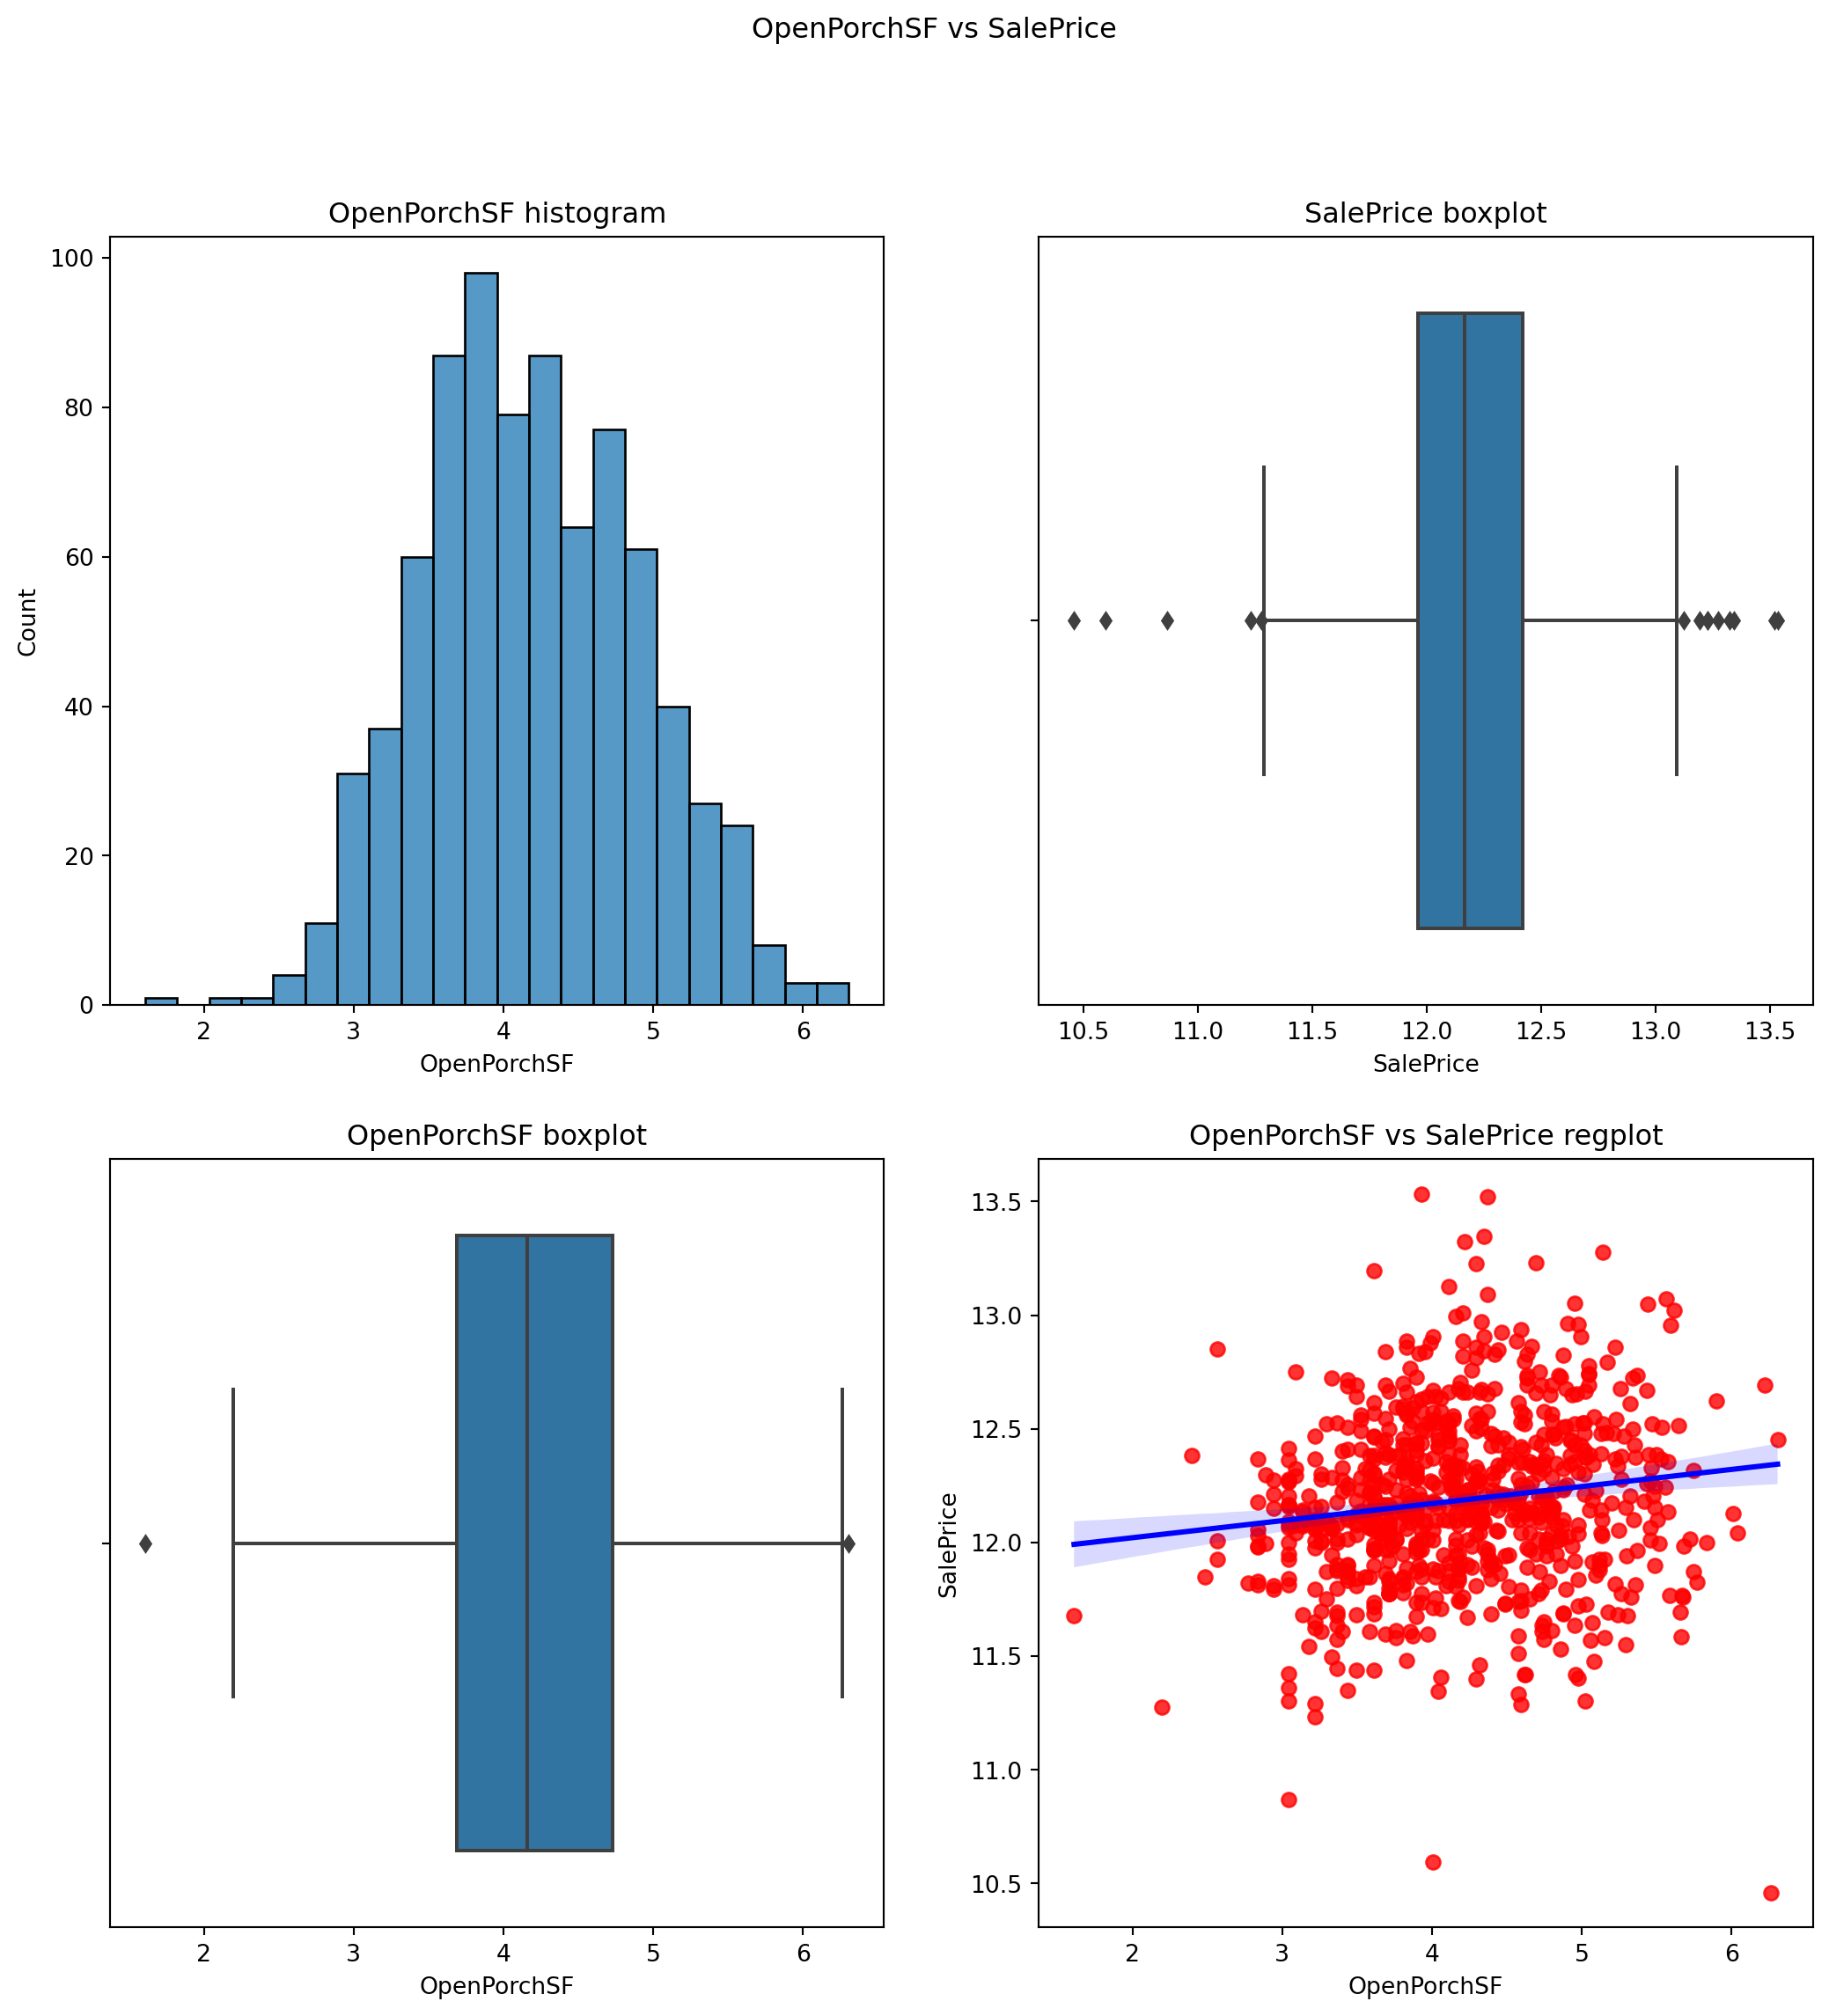 OpenPorchSF vs SalePrice
OpenPorchSF histogram
100
80
60
40
20
0
Count
2 3 4 5 6
OpenPorchSF
SalePrice boxplot
10.5 11.0 11.5 12.0 12.5 13.0 13.5
SalePrice
OpenPorchSF boxplot
2 3 4 5 6
OpenPorchSF
OpenPorchSF vs SalePrice regplot
13.5
13.0
12.5
12.0
11.5
11.0
10.5
SalePrice
2 3 4 5 6
OpenPorchSF